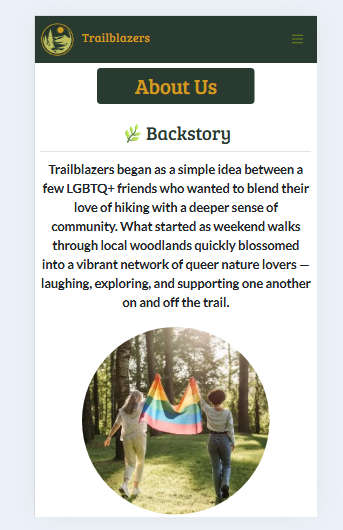 Trailblazers
About Us
Backstory
Trailblazers began as a simple idea between a
few LGBTQ+ friends who wanted to blend their
love of hiking with a deeper sense of
community. What started as weekend walks
through local woodlands quickly blossomed
into a vibrant network of queer nature lovers —
laughing, exploring, and supporting one another
on and off the trail.